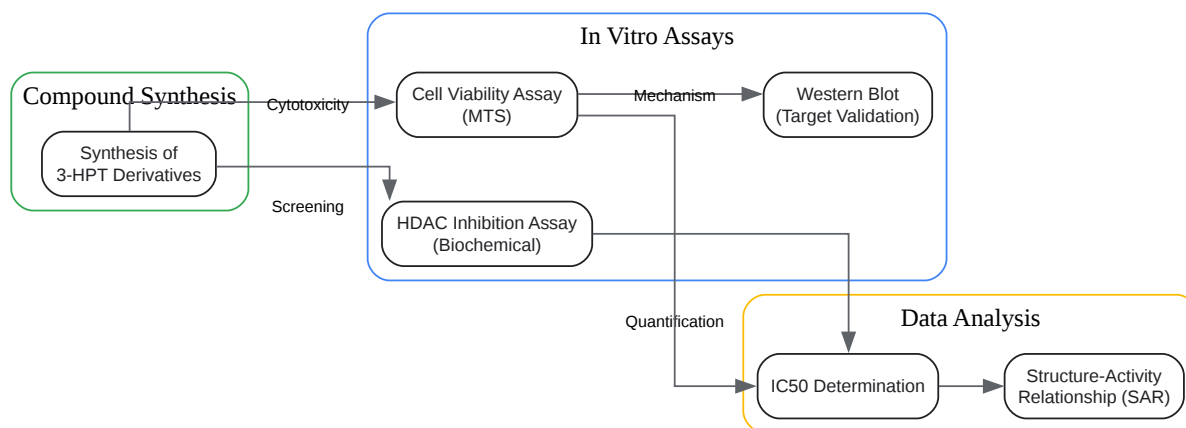 In Vitro Assays
Compound Synthesis
Cytotoxicity
Cell Viability Assay
(MTS)
Mechanism
Western Blot
(Target Validation)
Synthesis of
3-HPT Derivatives
Screening
HDAC Inhibition Assay
(Biochemical)
Quantification
Data Analysis
IC50 Determination
Structure-Activity
Relationship (SAR)